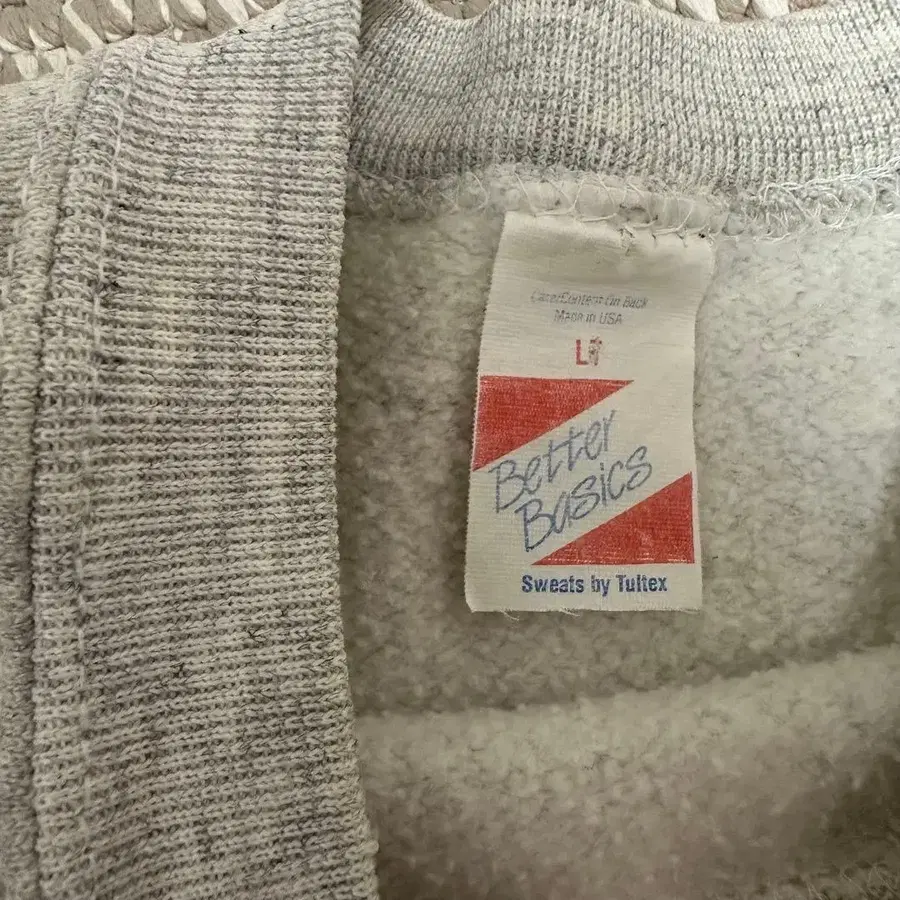 Care/Content On Back
Made in USA
Better
Basics
Sweats by Tultex